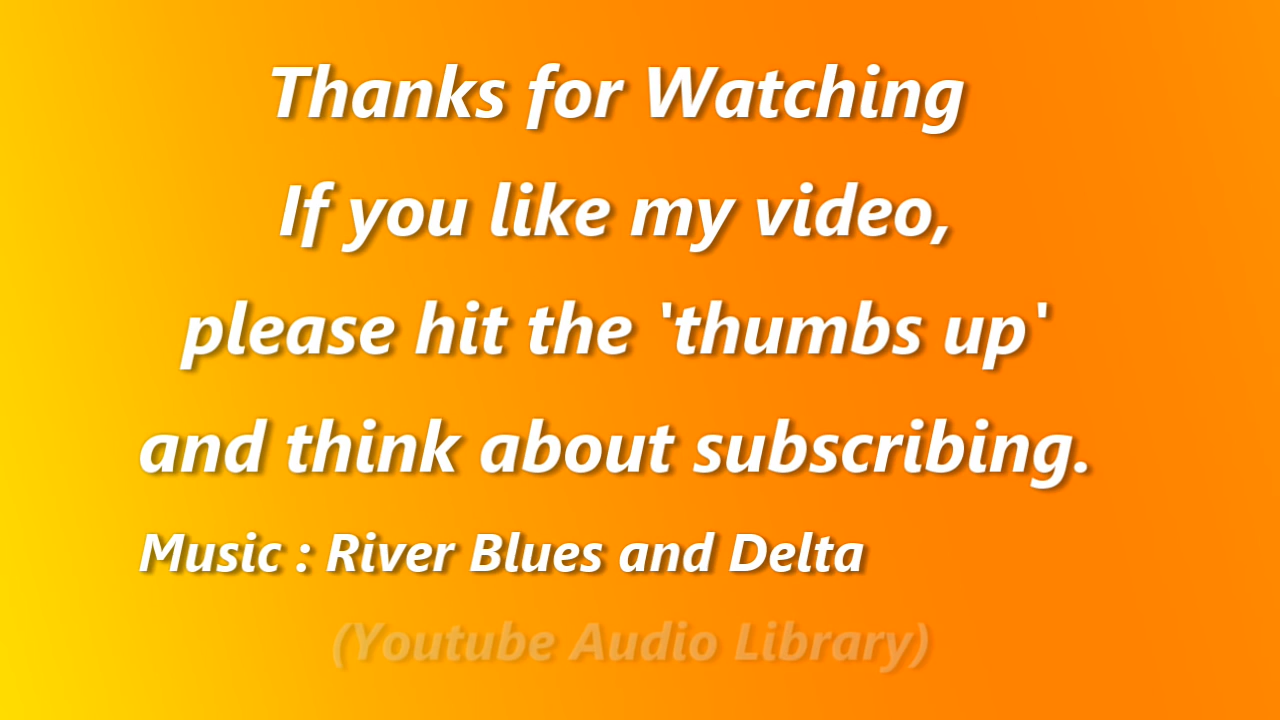 Thanks for Watching
If you like my video,
please hit the 'thumbs up'
and think about subscribing.
Music : River Blues and Delta
(Youtube Audio Library)